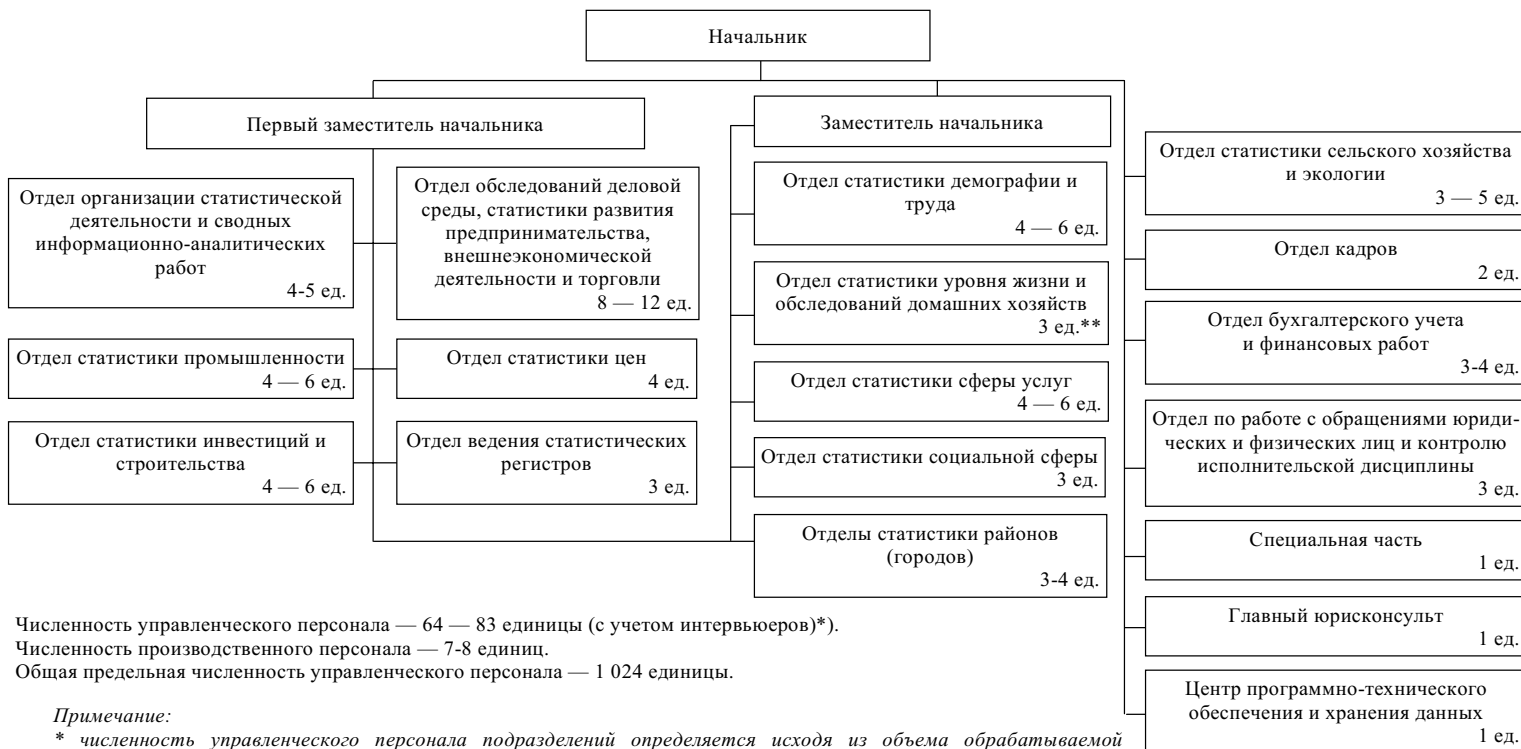 Начальник
Первый заместитель начальника
Заместитель начальника
Отдел организации статистической
деятельности и сводных
информационно-аналитических
работ
4-5 ед.
Отдел обследований деловой
среды, статистики развития
предпринимательства,
внешнеэкономической
деятельности и торговли
8 — 12 ед.
Отдел статистики промышленности
4 — 6 ед.
Отдел статистики цен
4 ед.
Отдел статистики инвестиций и
строительства
4 — 6 ед.
Отдел ведения статистических
регистров
3 ед.
Отдел статистики демографии и
труда
4 — 6 ед.
Отдел статистики уровня жизни и
обследований домашних хозяйств
3 ед.**
Отдел статистики сферы услуг
4 — 6 ед.
Отдел статистики социальной сферы
3 ед.
Отделы статистики районов
(городов)
3-4 ед.
Отдел статистики сельского хозяйства
и экологии
3 — 5 ед.
Отдел кадров
2 ед.
Отдел бухгалтерского учета
и финансовых работ
3-4 ед.
Отдел по работе с обращениями юриди-
ческих и физических лиц и контролю
исполнительской дисциплины
3 ед.
Специальная часть
1 ед.
Главный юрисконсульт
1 ед.
Центр программно-технического
обеспечения и хранения данных
1 ед.
Численность управленческого персонала — 64 — 83 единицы (с учетом интервьюеров)*).
Численность производственного персонала — 7-8 единиц.
Общая предельная численность управленческого персонала — 1 024 единицы.
Примечание:
* численность управленческого персонала подразделений определяется исходя из объема обрабатываемой